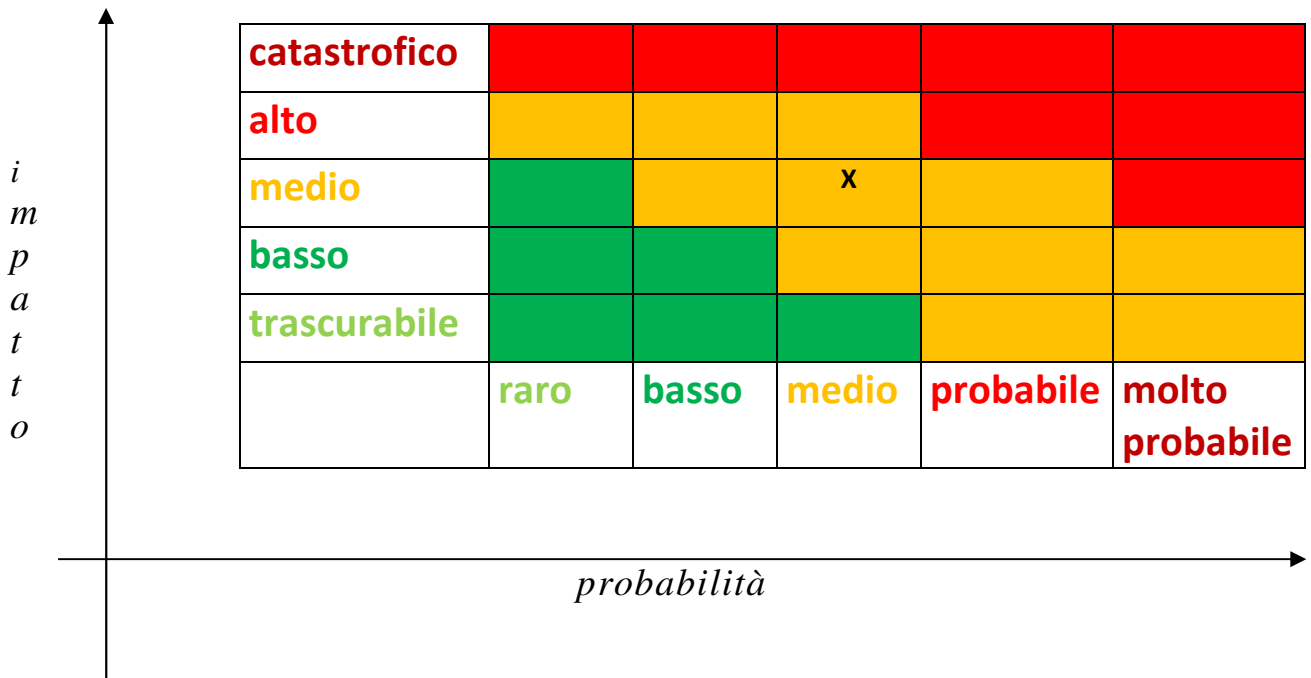 catastrofico
alto
medio
x
basso
trascurabile
raro basso medio probabile molto
probabile
i
m
p
a
t
t
o
probabilità